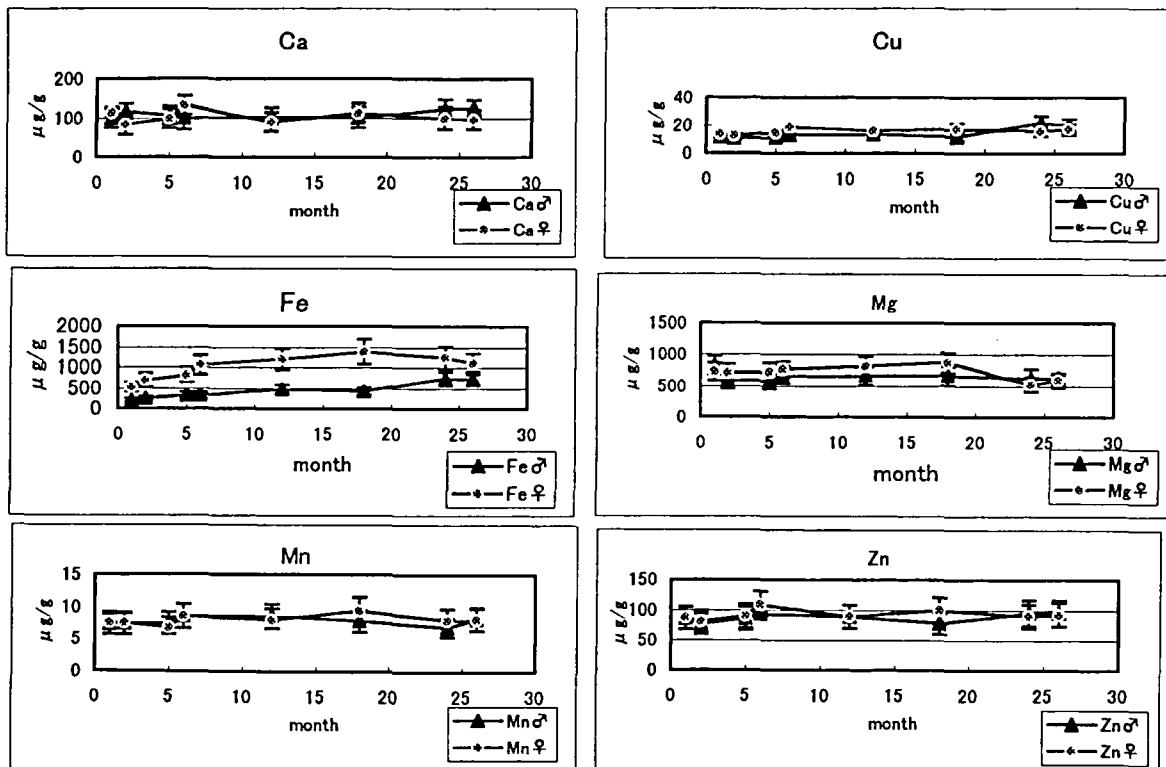 Ca
μg/g
200
100
0
0 5 10 15 20 25 30
month
Ca♂
Ca♀
Cu
μg/g
40
20
0
0 5 10 15 20 25 30
month
Cu♂
Cu♀
Fe
μg/g
2000
1500
1000
500
0
0 5 10 15 20 25 30
month
Fe♂
Fe♀
Mg
μg/g
1500
1000
500
0
0 5 10 15 20 25 30
month
Mg♂
Mg♀
Mn
μg/g
15
10
5
0
0 5 10 15 20 25 30
month
Mn♂
Mn♀
Zn
μg/g
150
100
50
0
0 5 10 15 20 25 30
month
Zn♂
Zn♀